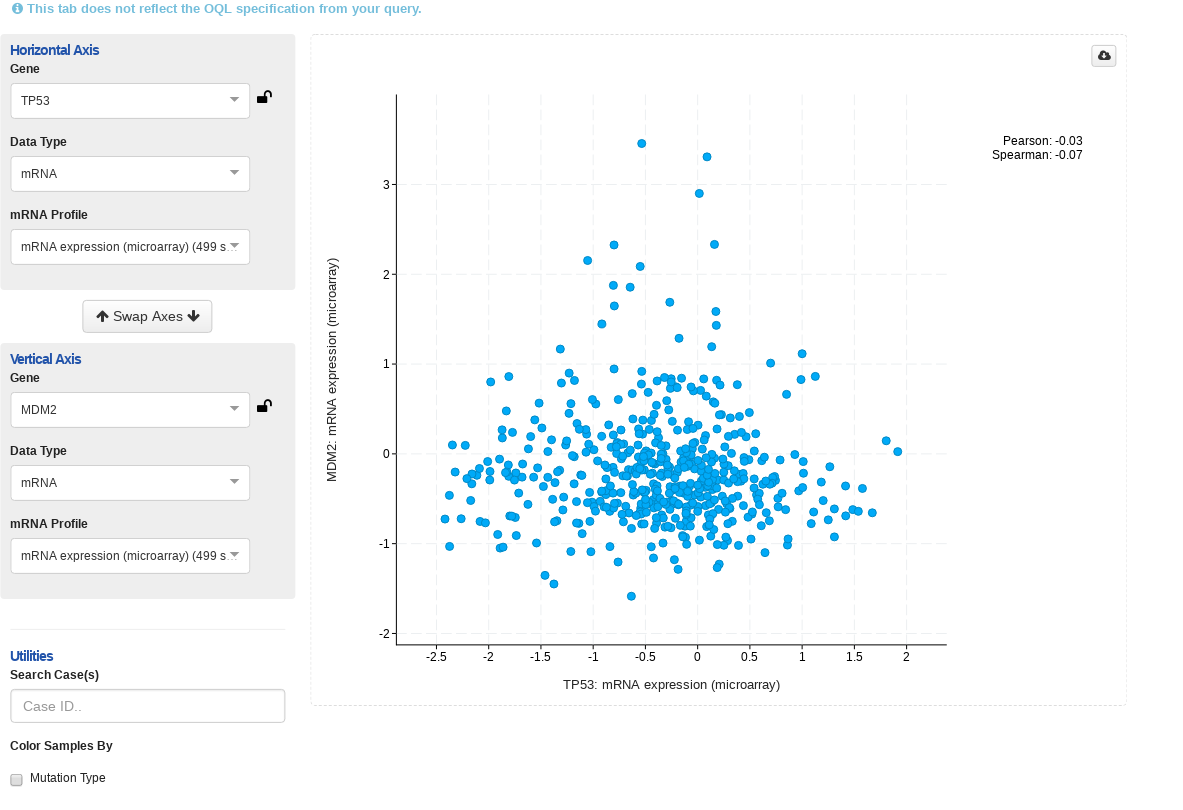 This tab does not reflect the OQL specification from your query.
Horizontal Axis
Gene
TP53
Data Type
mRNA
mRNA Profile
mRNA expression (microarray) (499 s...
Swap Axes
Vertical Axis
Gene
MDM2
Data Type
mRNA
mRNA Profile
mRNA expression (microarray) (499 s...
Utilities
Search Case(s)
Case ID..
Color Samples By
Mutation Type
Pearson: -0.03
Spearman: -0.07
MDM2: mRNA expression (microarray)
3
2
1
0
-1
-2
-2.5 -2 -1.5 -1 -0.5 0 0.5 1 1.5 2
TP53: mRNA expression (microarray)